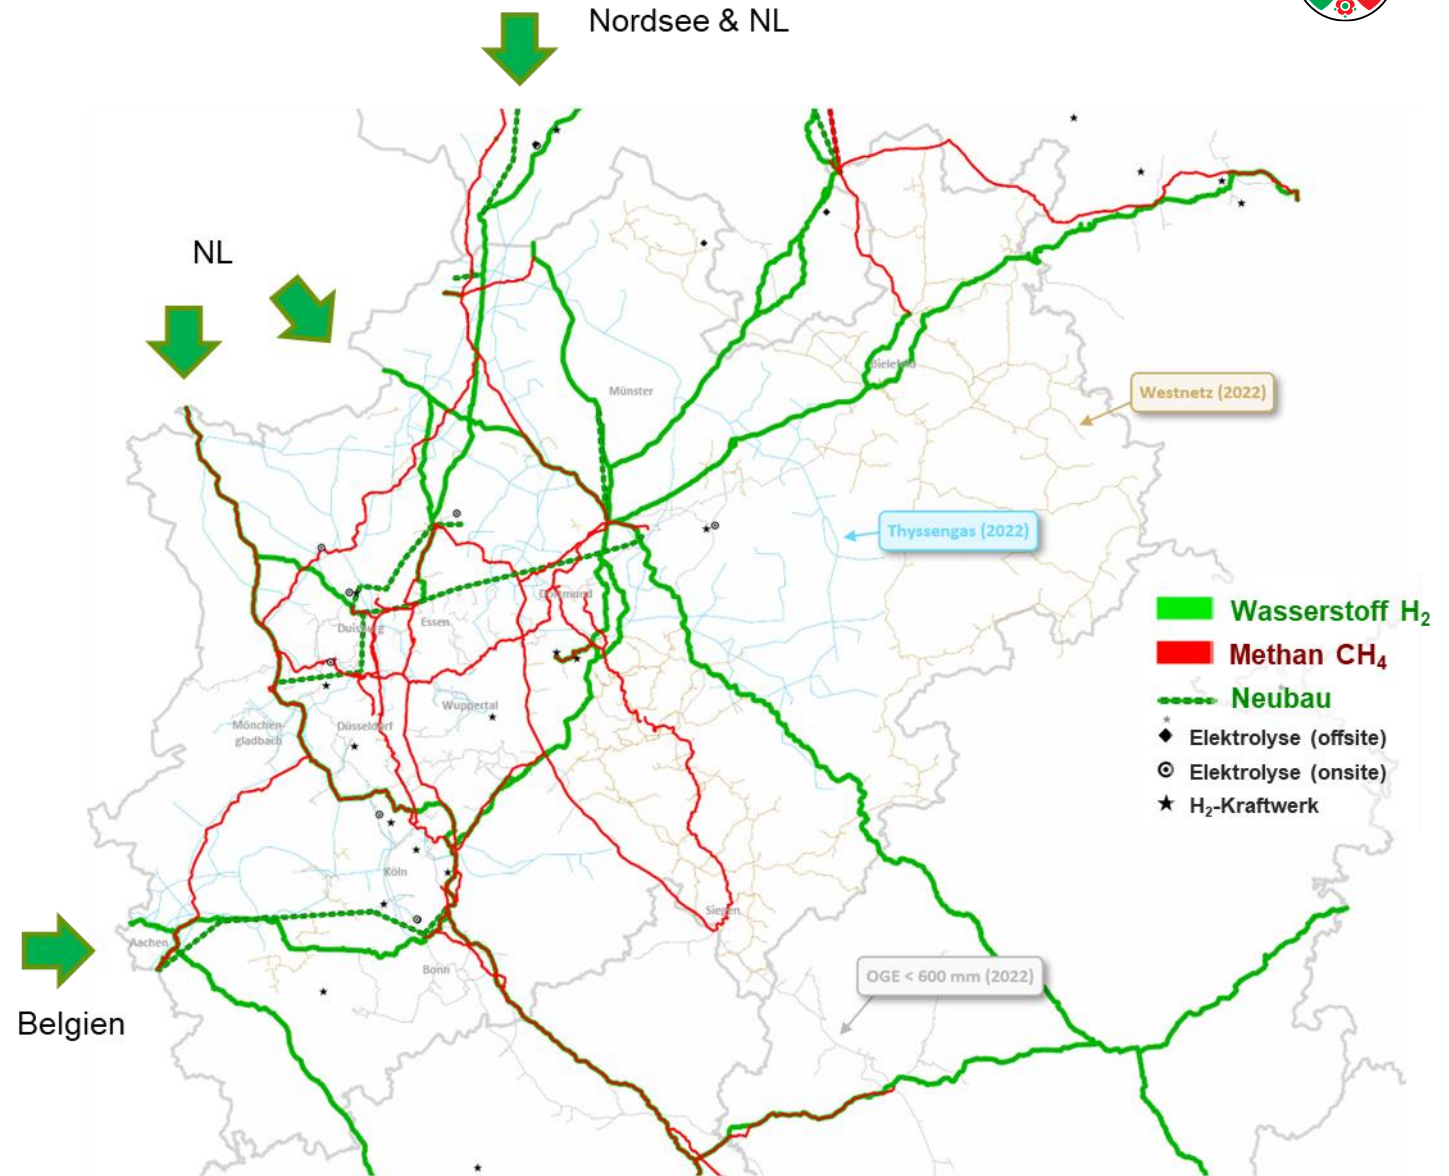 Nordsee & NL
NL
Münster
Bielefeld
Westnetz (2022)
Thyssengas (2022)
Dortmund
Duisburg
Essen
Wasserstoff H₂
Methan CH₄
Neubau
Elektrolyse (offsite)
Elektrolyse (onsite)
H₂-Kraftwerk
Wuppertal
Mönchen-
gladbach
Düsseldorf
Köln
Siegen
Aachen
Bonn
OGE < 600 mm (2022)
Belgien